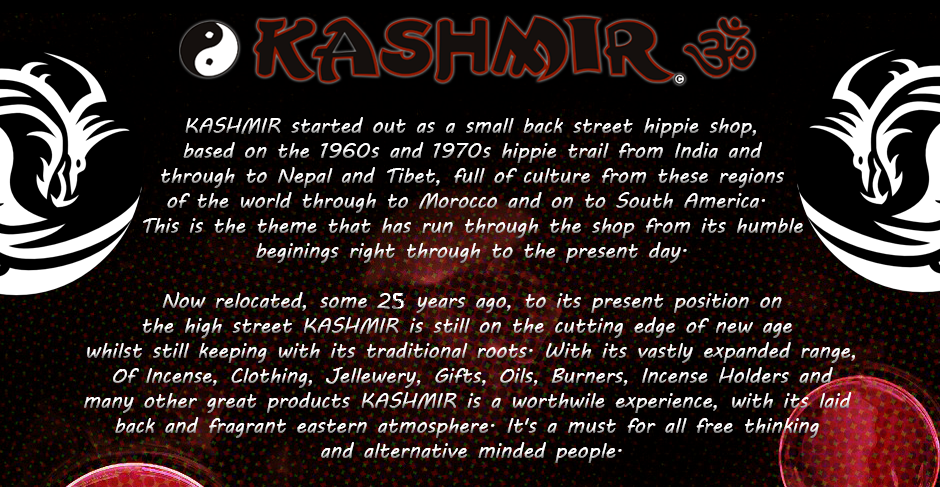 KASHMIR ॐ
©
KASHMIR started out as a small back street hippie shop,
based on the 1960s and 1970s hippie trail from India and
through to Nepal and Tibet, full of culture from these regions
of the world through to Morocco and on to South America.
This is the theme that has run through the shop from its humble
beginings right through to the present day.
Now relocated, some 25 years ago, to its present position on
the high street KASHMIR is still on the cutting edge of new age
whilst still keeping with its traditional roots. With its vastly expanded range,
Of Incense, Clothing, Jellewery, Gifts, Oils, Burners, Incense Holders and
many other great products KASHMIR is a worthwile experience, with its laid
back and fragrant eastern atmosphere. It's a must for all free thinking
and alternative minded people.